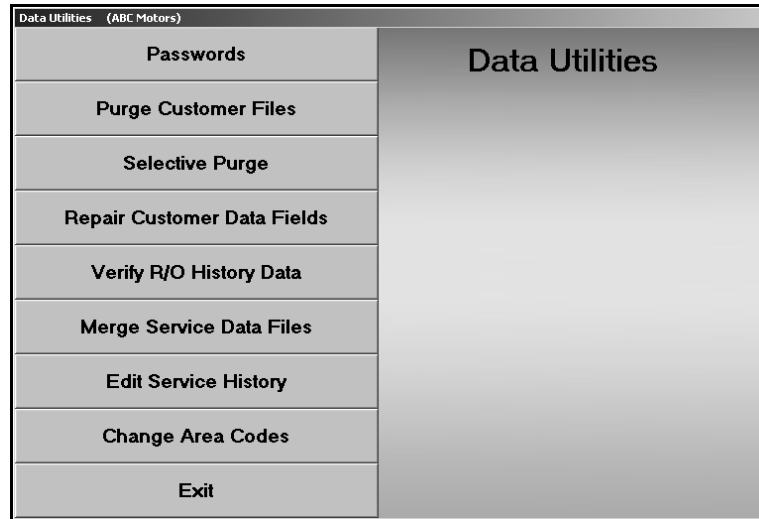 Data Utilities (ABC Motors)
Passwords
Data Utilities
Purge Customer Files
Selective Purge
Repair Customer Data Fields
Verify R/O History Data
Merge Service Data Files
Edit Service History
Change Area Codes
Exit